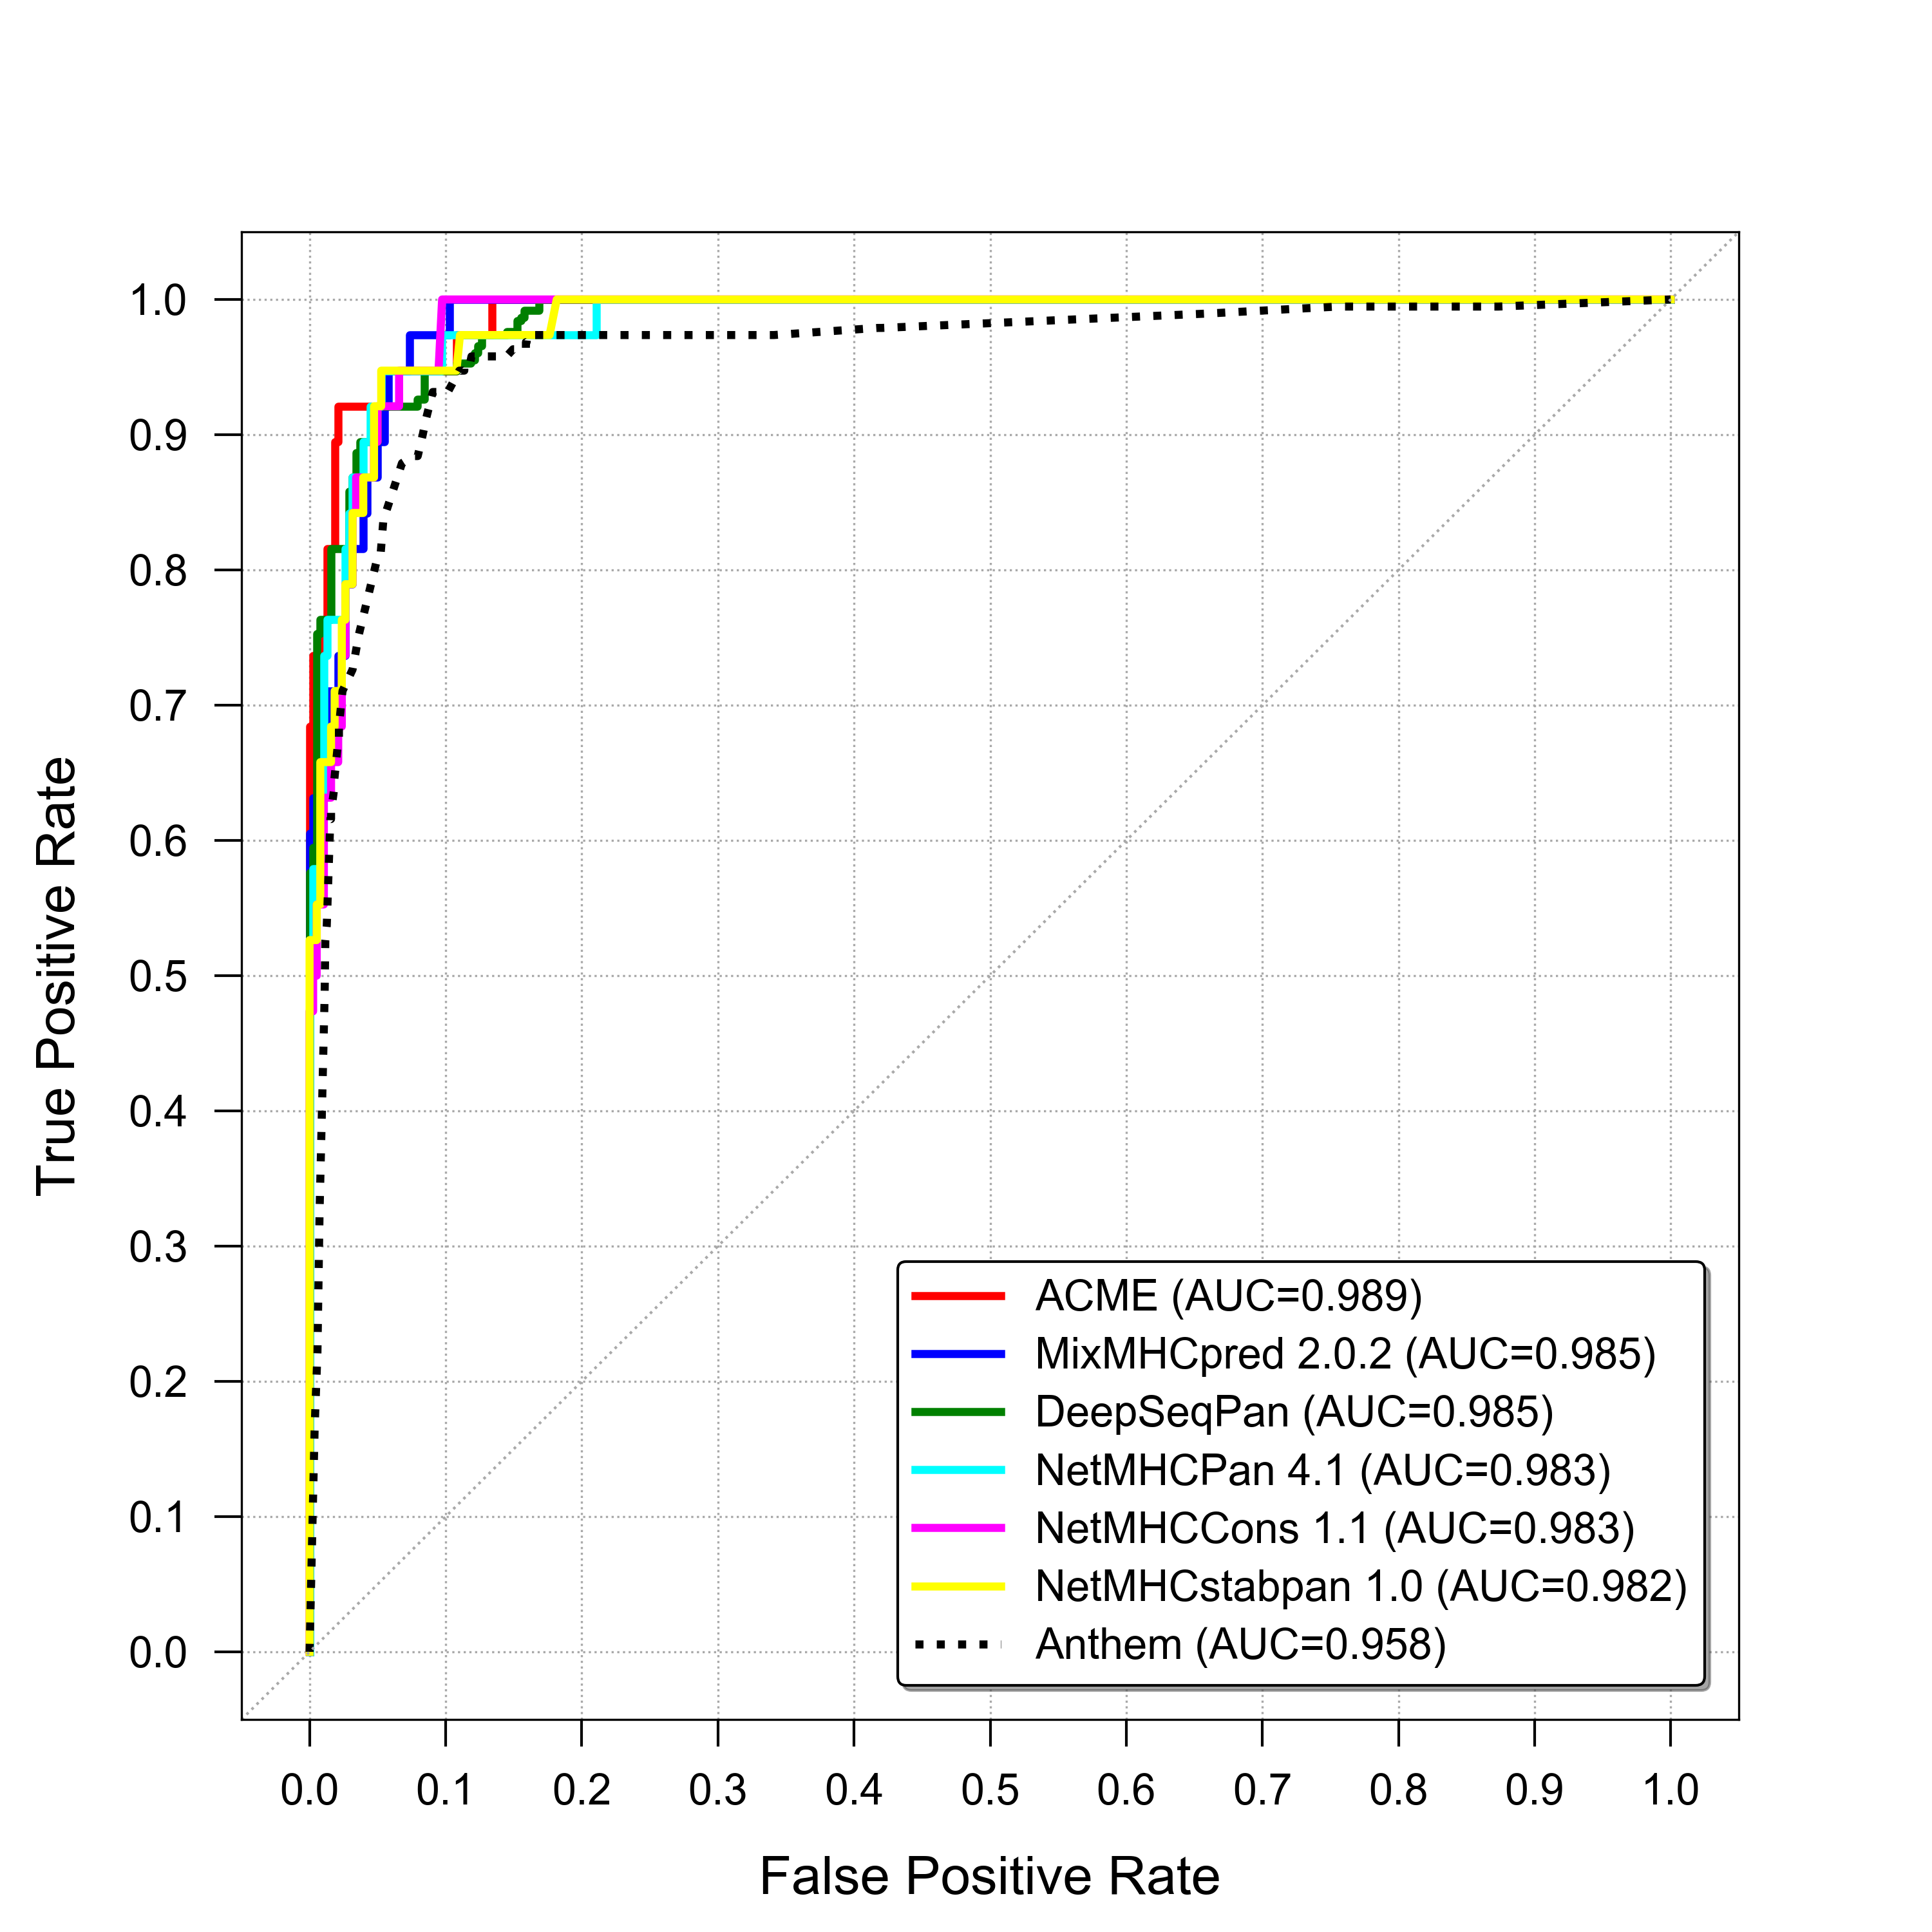 1.0
0.9
0.8
0.7
0.6
0.5
0.4
0.3
0.2
0.1
0.0
True Positive Rate
ACME (AUC=0.989)
MixMHCpred 2.0.2 (AUC=0.985)
DeepSeqPan (AUC=0.985)
NetMHCPan 4.1 (AUC=0.983)
NetMHCCons 1.1 (AUC=0.983)
NetMHCstabpan 1.0 (AUC=0.982)
Anthem (AUC=0.958)
0.0 0.1 0.2 0.3 0.4 0.5 0.6 0.7 0.8 0.9 1.0
False Positive Rate